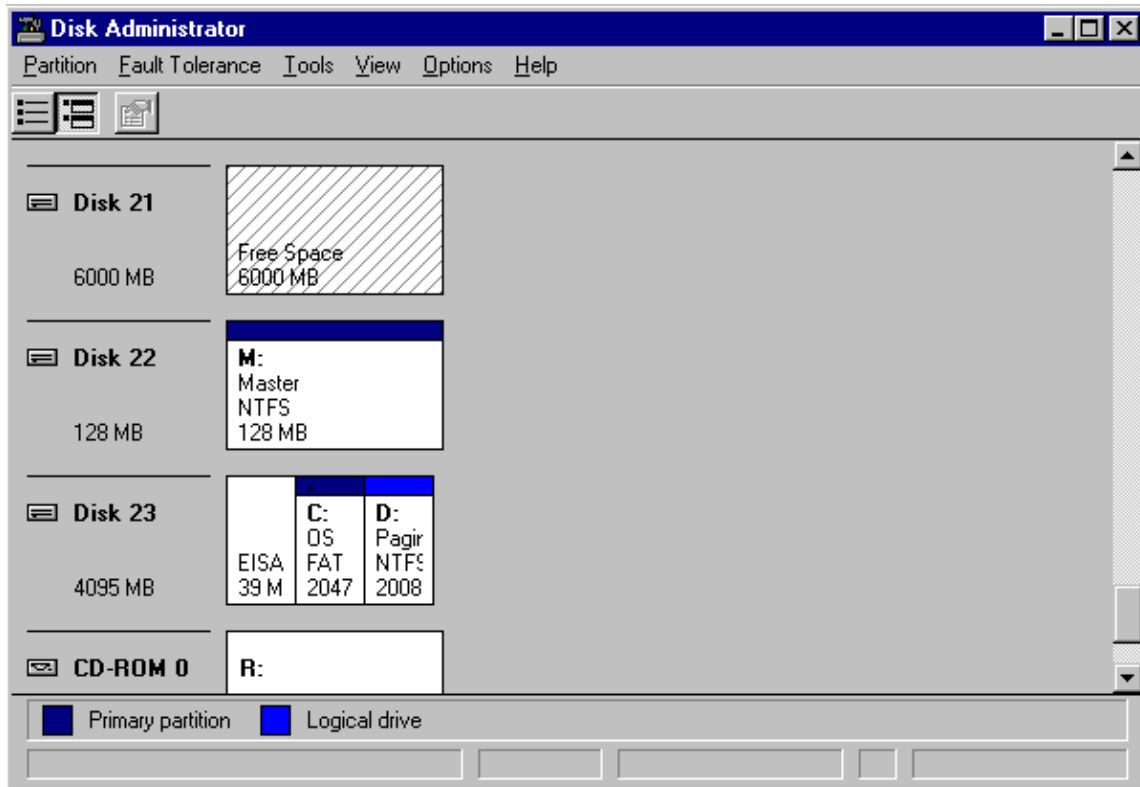 Disk Administrator
Partition Fault Tolerance Tools View Options Help
Disk 21
6000 MB
Free Space
6000 MB
Disk 22
128 MB
M:
Master
NTFS
128 MB
Disk 23
4095 MB
EISA
39 M
C:
OS
FAT
2047
D:
Pagin
NTFS
2008
CD-ROM 0
R:
Primary partition Logical drive